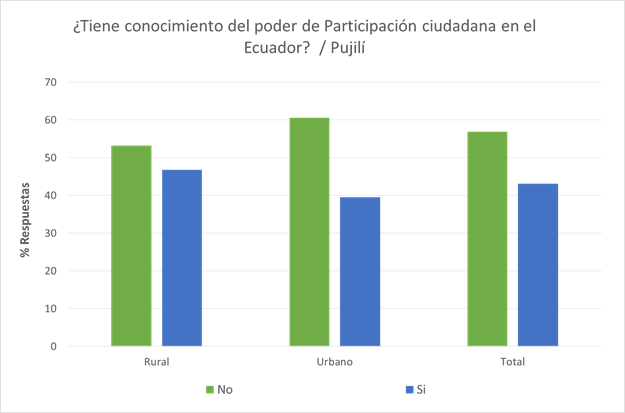 ¿Tiene conocimiento del poder de Participación ciudadana en el
Ecuador? / Pujilí
70
60
50
40
30
20
10
0
% Respuestas
Rural
Urbano
Total
No
Si